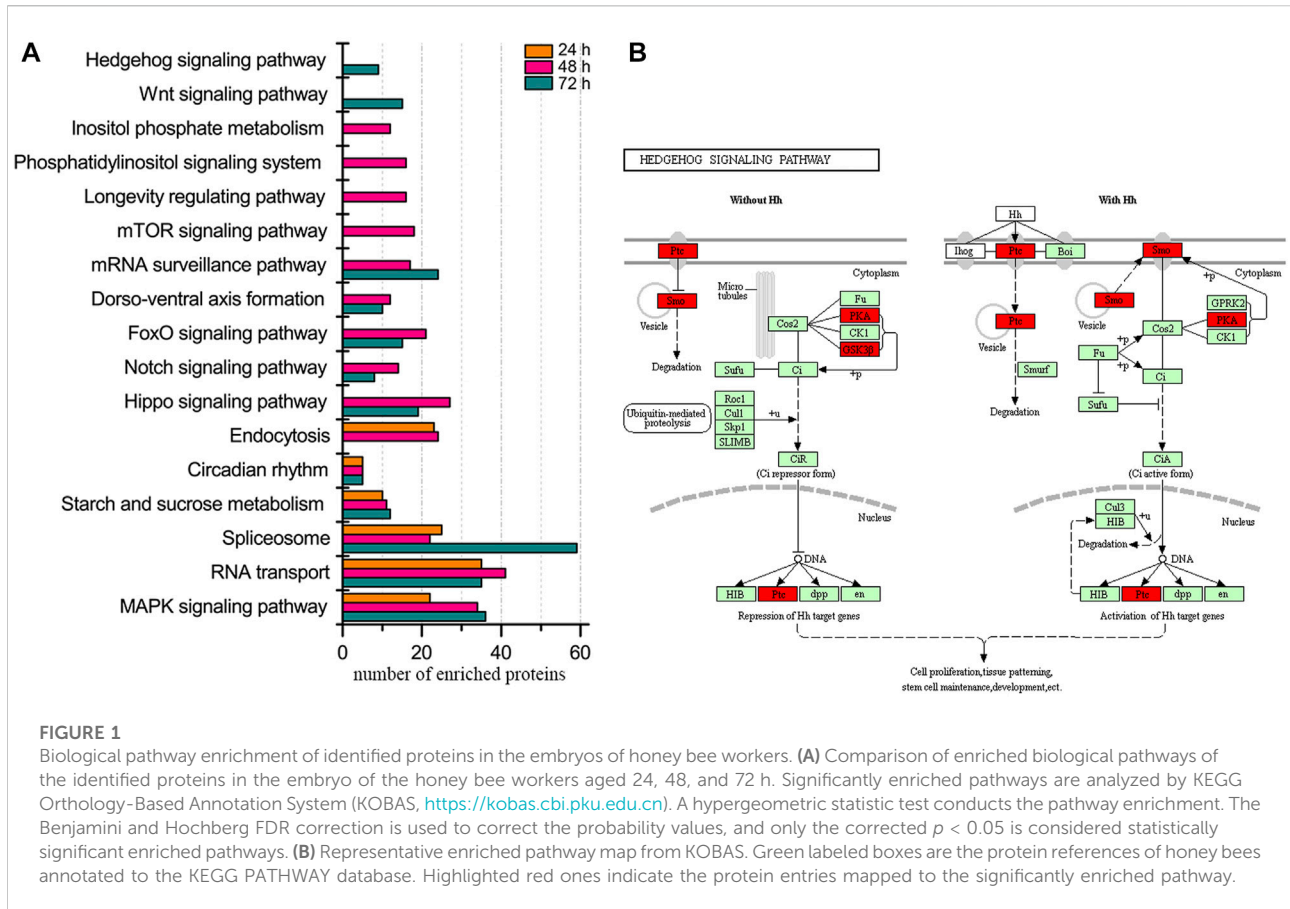 A
24 h
48 h
72 h
Hedgehog signaling pathway
Wnt signaling pathway
Inositol phosphate metabolism
Phosphatidylinositol signaling system
Longevity regulating pathway
mTOR signaling pathway
mRNA surveillance pathway
Dorso-ventral axis formation
FoxO signaling pathway
Notch signaling pathway
Hippo signaling pathway
Endocytosis
Circadian rhythm
Starch and sucrose metabolism
Spliceosome
RNA transport
MAPK signaling pathway
0 20 40 60
number of enriched proteins
B
HEDGEHOG SIGNALING PATHWAY
Without Hh
Ptc
Cytoplasm
Smo
Vesicle
Degradation
Micro
tubules
Cos2
Fu
PKA
CK1
GSK3β
+p
Sufu
Ci
Ubiquitin-mediated
proteolysis
Roc1
Cul1
Skp1
SLIMB
+u
CiR
(Ci repressor form)
Nucleus
DNA
HIB Ptc dpp en
Repression of Hh target genes
With Hh
Hh
Ihog Ptc Boi
Smo
Cytoplasm
+p
Smo
Vesicle
Ptc
Vesicle
Smurf
Degradation
GPRK2
PKA
CK1
Cos2
Fu
+p
+p
Ci
Sufu
CiA
(Ci active form)
Nucleus
Cul3
HIB
+u
Degradation
DNA
HIB Ptc dpp en
Activiation of Hh target genes
Cell proliferation,tissue patterning,
stem cell maintenance,development,ect.
FIGURE 1
Biological pathway enrichment of identified proteins in the embryos of honey bee workers. (A) Comparison of enriched biological pathways of
the identified proteins in the embryo of the honey bee workers aged 24, 48, and 72 h. Significantly enriched pathways are analyzed by KEGG
Orthology-Based Annotation System (KOBAS, https://kobas.cbi.pku.edu.cn). A hypergeometric statistic test conducts the pathway enrichment. The
Benjamini and Hochberg FDR correction is used to correct the probability values, and only the corrected p < 0.05 is considered statistically
significant enriched pathways. (B) Representative enriched pathway map from KOBAS. Green labeled boxes are the protein references of honey bees
annotated to the KEGG PATHWAY database. Highlighted red ones indicate the protein entries mapped to the significantly enriched pathway.